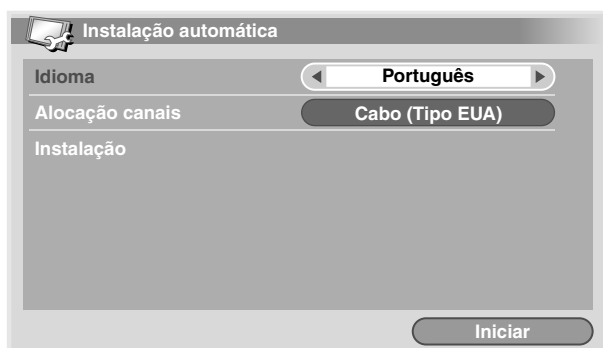 Instalação automática
Idioma
Português
Alocação canais
Cabo (Tipo EUA)
Instalação
Iniciar